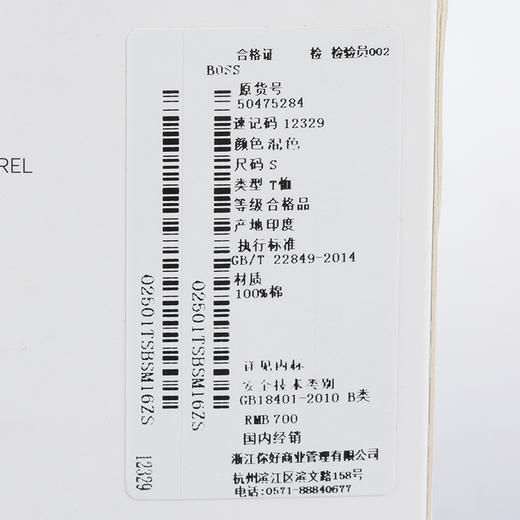 合格证 检 检验员002
BOSS
原货号
50475284
速记码 12329
颜色 混色
尺码 S
类型 T恤
等级合格品
产地印度
执行标准
GB/T 22849-2014
材质
100%棉
详见内标
安全技术类别
GB18401-2010 B类
RMB 700
国内经销
浙江你好商业管理有限公司
杭州滨江区滨文路158号
电话:0571-88840677
02501TSBSM162S
02501TSBSM162S
12329
REL